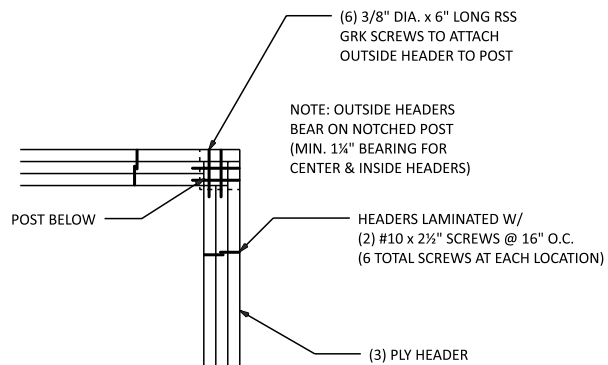 (6) 3/8" DIA. x 6" LONG RSS
GRK SCREWS TO ATTACH
OUTSIDE HEADER TO POST
NOTE: OUTSIDE HEADERS
BEAR ON NOTCHED POST
(MIN. 1¼" BEARING FOR
CENTER & INSIDE HEADERS)
POST BELOW
HEADERS LAMINATED W/
(2) #10 x 2½" SCREWS @ 16" O.C.
(6 TOTAL SCREWS AT EACH LOCATION)
(3) PLY HEADER